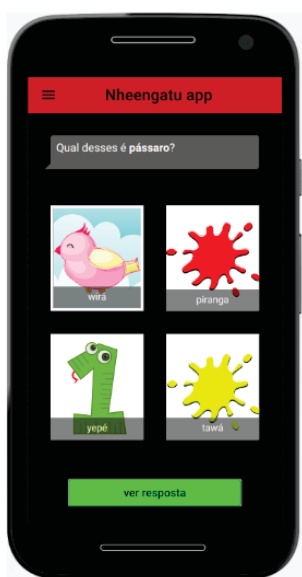 Nheengatu app
Qual desses é pássaro?
wirá
piranga
yepé
tawá
ver resposta